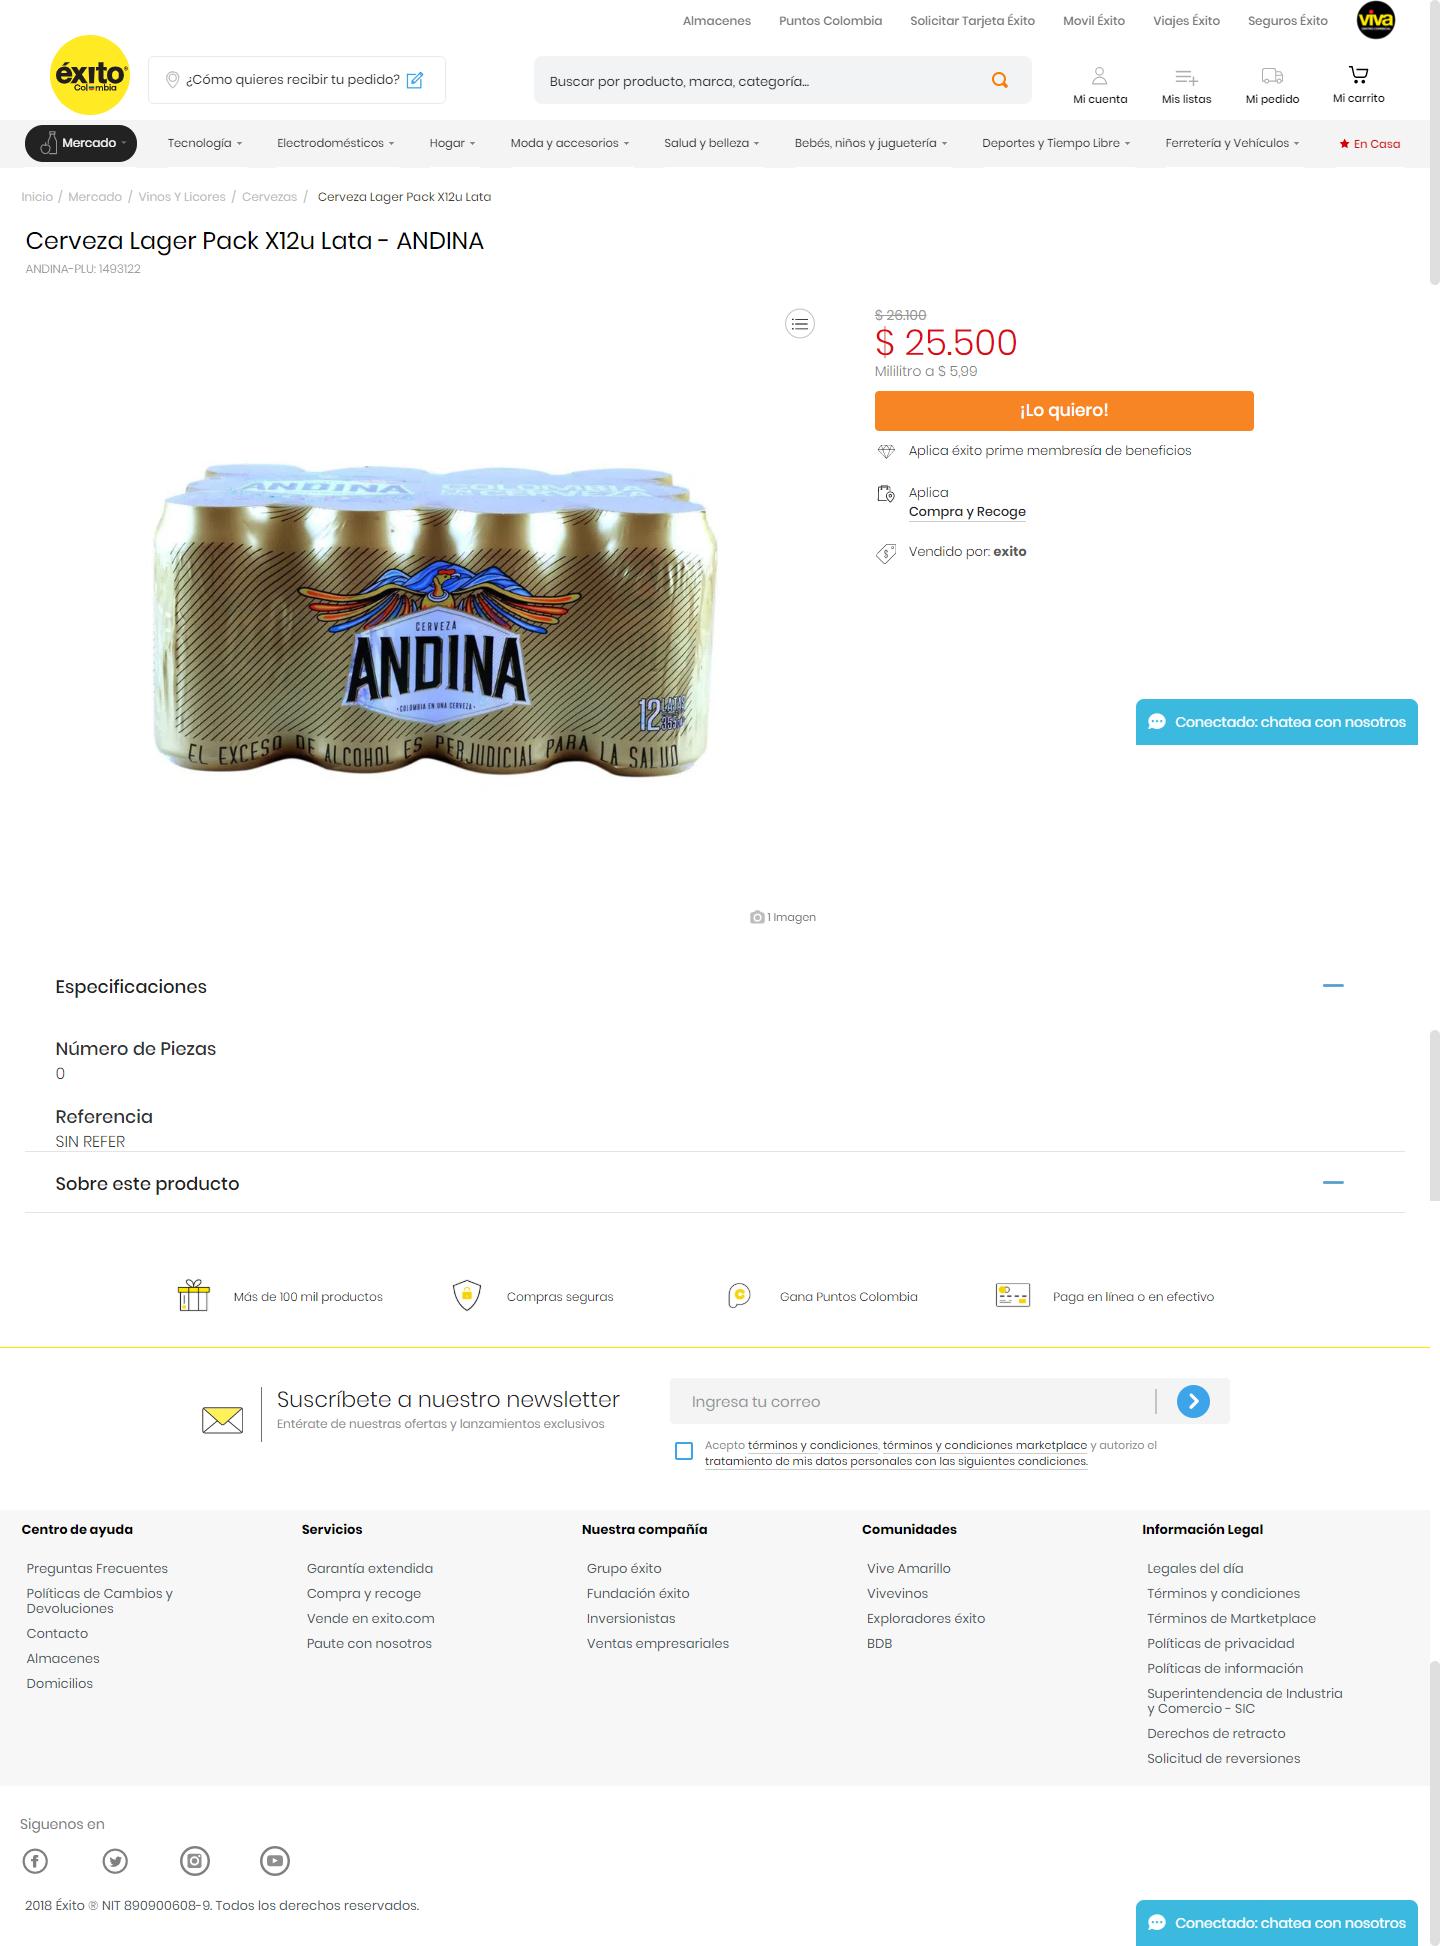 Almacenes Puntos Colombia Solicitar Tarjeta Éxito Movil Éxito Viajes Éxito Seguros Éxito viva
éxito
Colombia
¿Cómo quieres recibir tu pedido?
Buscar por producto, marca, categoría...
Mi cuenta Mis listas Mi pedido Mi carrito
Mercado Tecnología Electrodomésticos Hogar Moda y accesorios Salud y belleza Bebés, niños y juguetería Deportes y Tiempo Libre Ferretería y Vehículos En Casa
Inicio / Mercado / Vinos Y Licores / Cervezas / Cerveza Lager Pack X12u Lata
Cerveza Lager Pack X12u Lata - ANDINA
ANDINA-PLU: 1493122
$ 26.100
$ 25.500
Mililitro a $ 5,99
¡Lo quiero!
Aplica éxito prime membresía de beneficios
Aplica
Compra y Recoge
Vendido por: exito
ANDINA COLOMBIA
CERVEZA
CERVEZA
ANDINA
COLOMBIA EN UNA CERVEZA
12 LATAS
EL EXCESO DE ALCOHOL ES PERJUDICIAL PARA LA SALUD
Conectado: chatea con nosotros
1 Imagen
Especificaciones
Número de Piezas
0
Referencia
SIN REFER
Sobre este producto
Más de 100 mil productos Compras seguras Gana Puntos Colombia Paga en línea o en efectivo
Suscríbete a nuestro newsletter
Entérate de nuestras ofertas y lanzamientos exclusivos
Ingresa tu correo
Acepto términos y condiciones, términos y condiciones marketplace y autorizo el
tratamiento de mis datos personales con las siguientes condiciones.
Centro de ayuda
Preguntas Frecuentes
Políticas de Cambios y
Devoluciones
Contacto
Almacenes
Domicilios
Servicios
Garantía extendida
Compra y recoge
Vende en exito.com
Paute con nosotros
Nuestra compañía
Grupo éxito
Fundación éxito
Inversionistas
Ventas empresariales
Comunidades
Vive Amarillo
Vivevinos
Exploradores éxito
BDB
Información Legal
Legales del día
Términos y condiciones
Términos de Martketplace
Políticas de privacidad
Políticas de información
Superintendencia de Industria
y Comercio - SIC
Derechos de retracto
Solicitud de reversiones
Siguenos en
2018 Éxito ® NIT 890900608-9. Todos los derechos reservados.
Conectado: chatea con nosotros